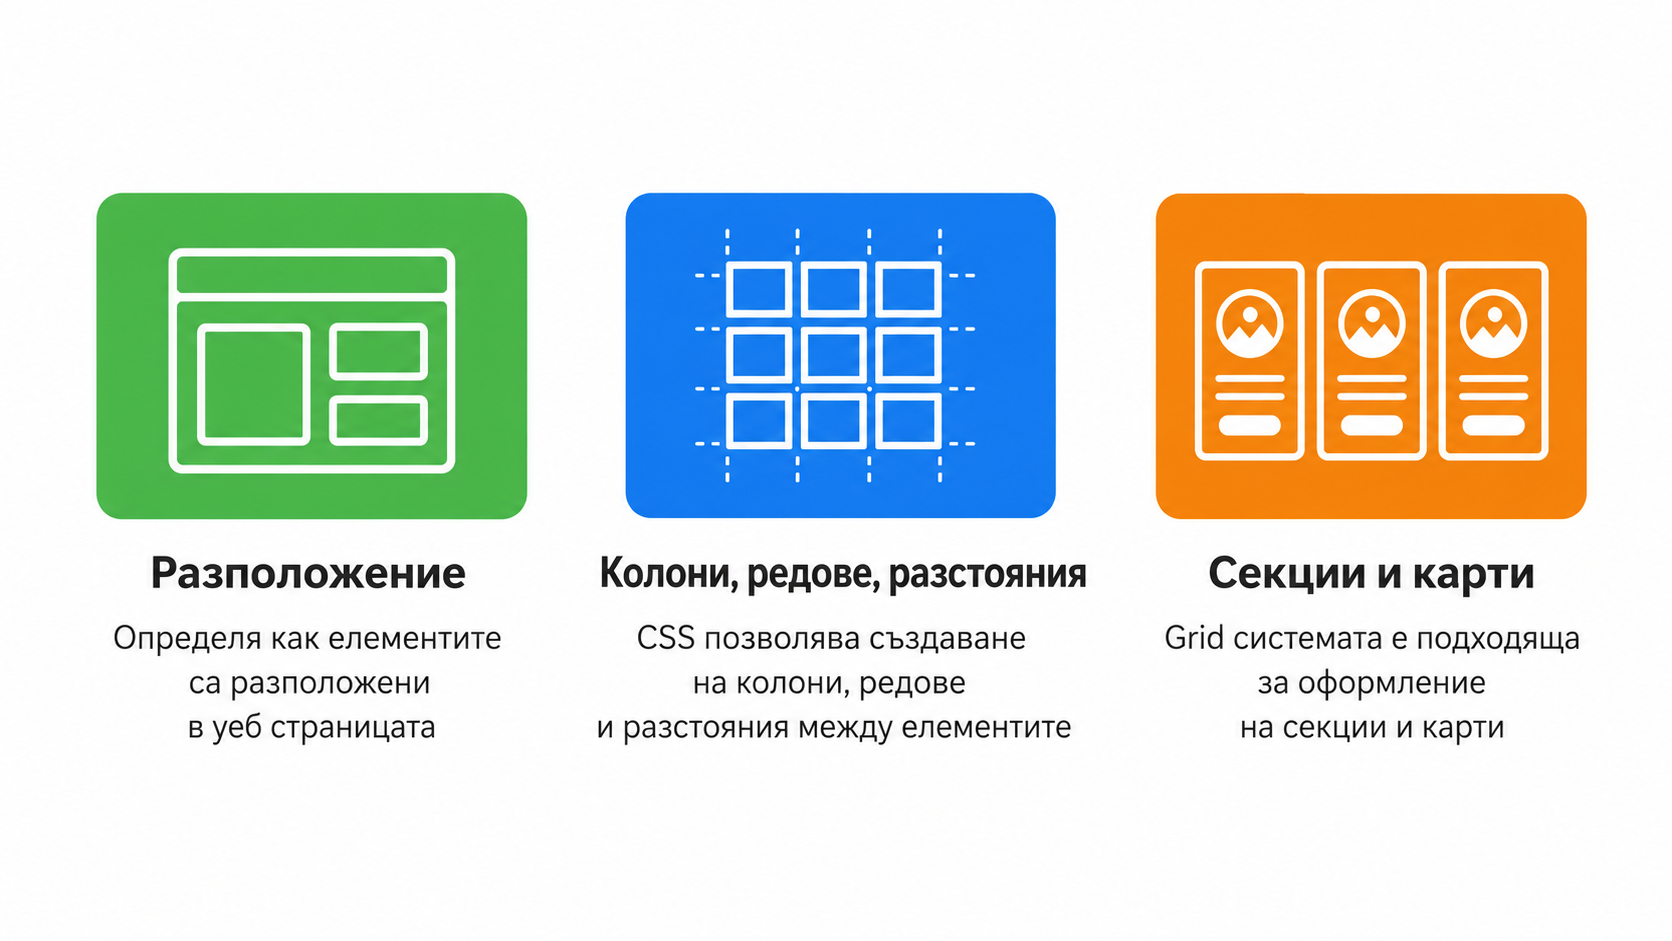 Разположение
Определя как елементите
са разположени
в уеб страницата
Колони, редове, разстояния
CSS позволява създаване
на колони, редове
и разстояния между елементите
Секции и карти
Grid системата е подходяща
за оформление
на секции и карти